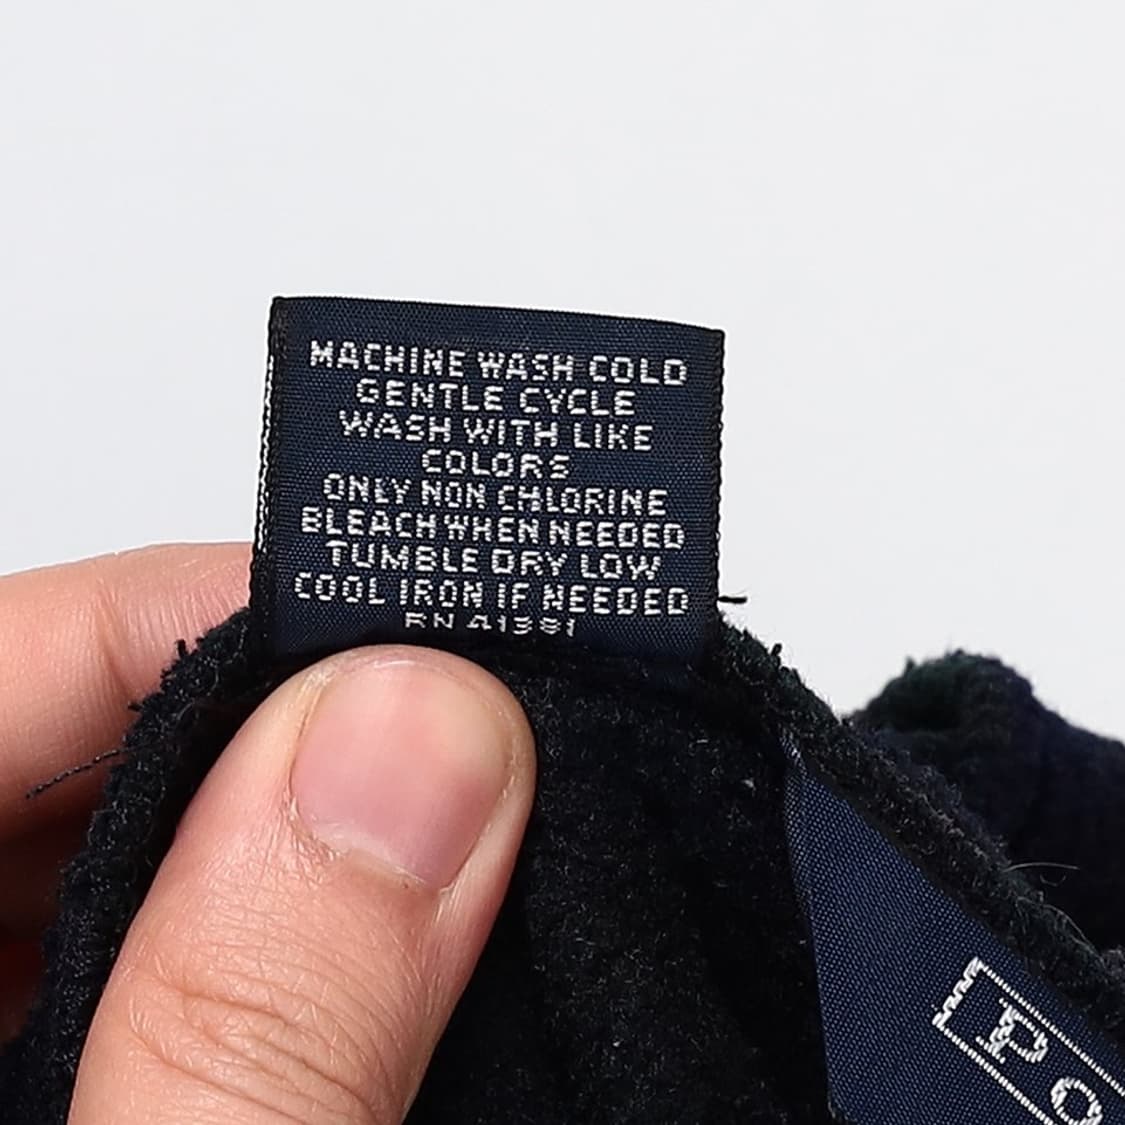 MACHINE WASH COLD
GENTLE CYCLE
WASH WITH LIKE
COLORS
ONLY NON CHLORINE
BLEACH WHEN NEEDED
TUMBLE DRY LOW
COOL IRON IF NEEDED
RN 41381
PO